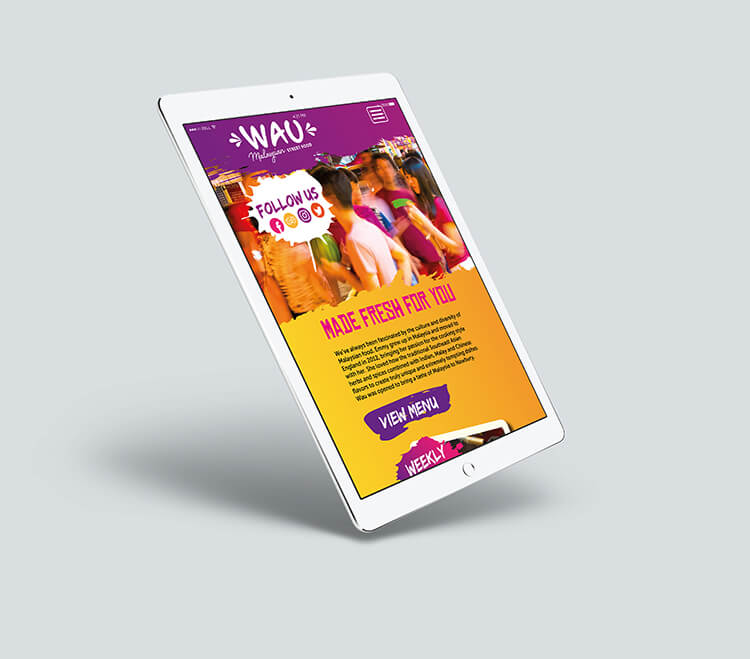 4:21 PM
WAU
Malaysian STREET FOOD
FOLLOW US
MADE FRESH FOR YOU
We've always been fascinated by the culture and diversity of
Malaysian food. Emmy grew up in Malaysia and moved to
England in 2012, bringing her passion for the cooking style
with her. She loved how the traditional Southeast Asian
herbs and spices combined with Indian, Malay and Chinese
flavors to create truly unique and extremely tempting dishes.
Wau was opened to bring a taste of Malaysia to Newbury.
VIEW MENU
WEEKLY